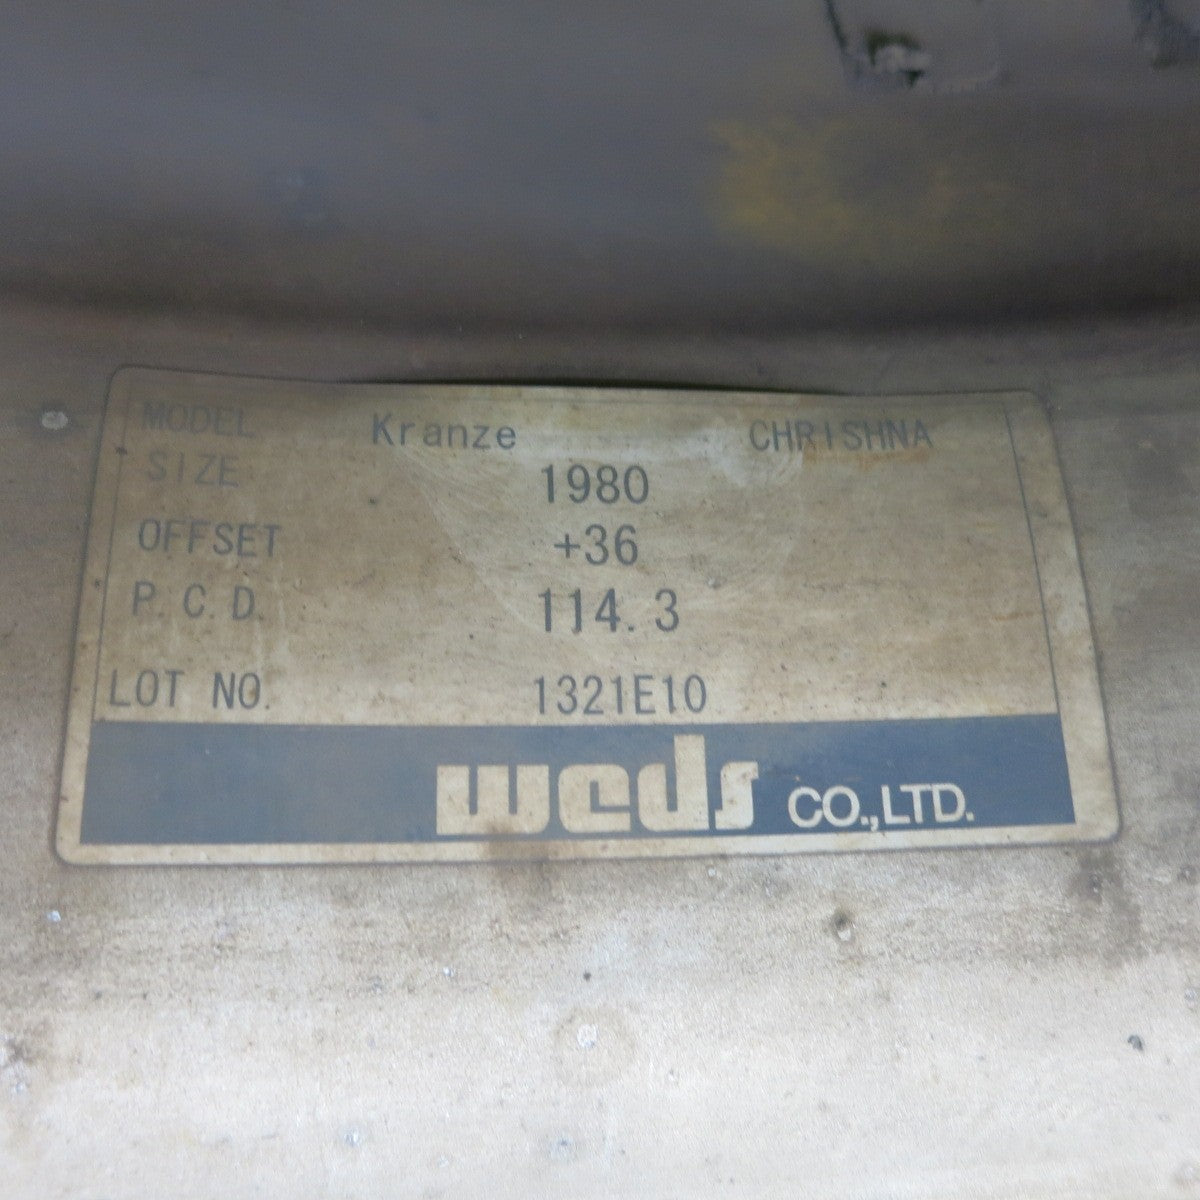 MODEL Kranze CHRISHNA
SIZE 1980
OFFSET +36
P.C.D. 114.3
LOT NO. 1321E10
weds CO.,LTD.